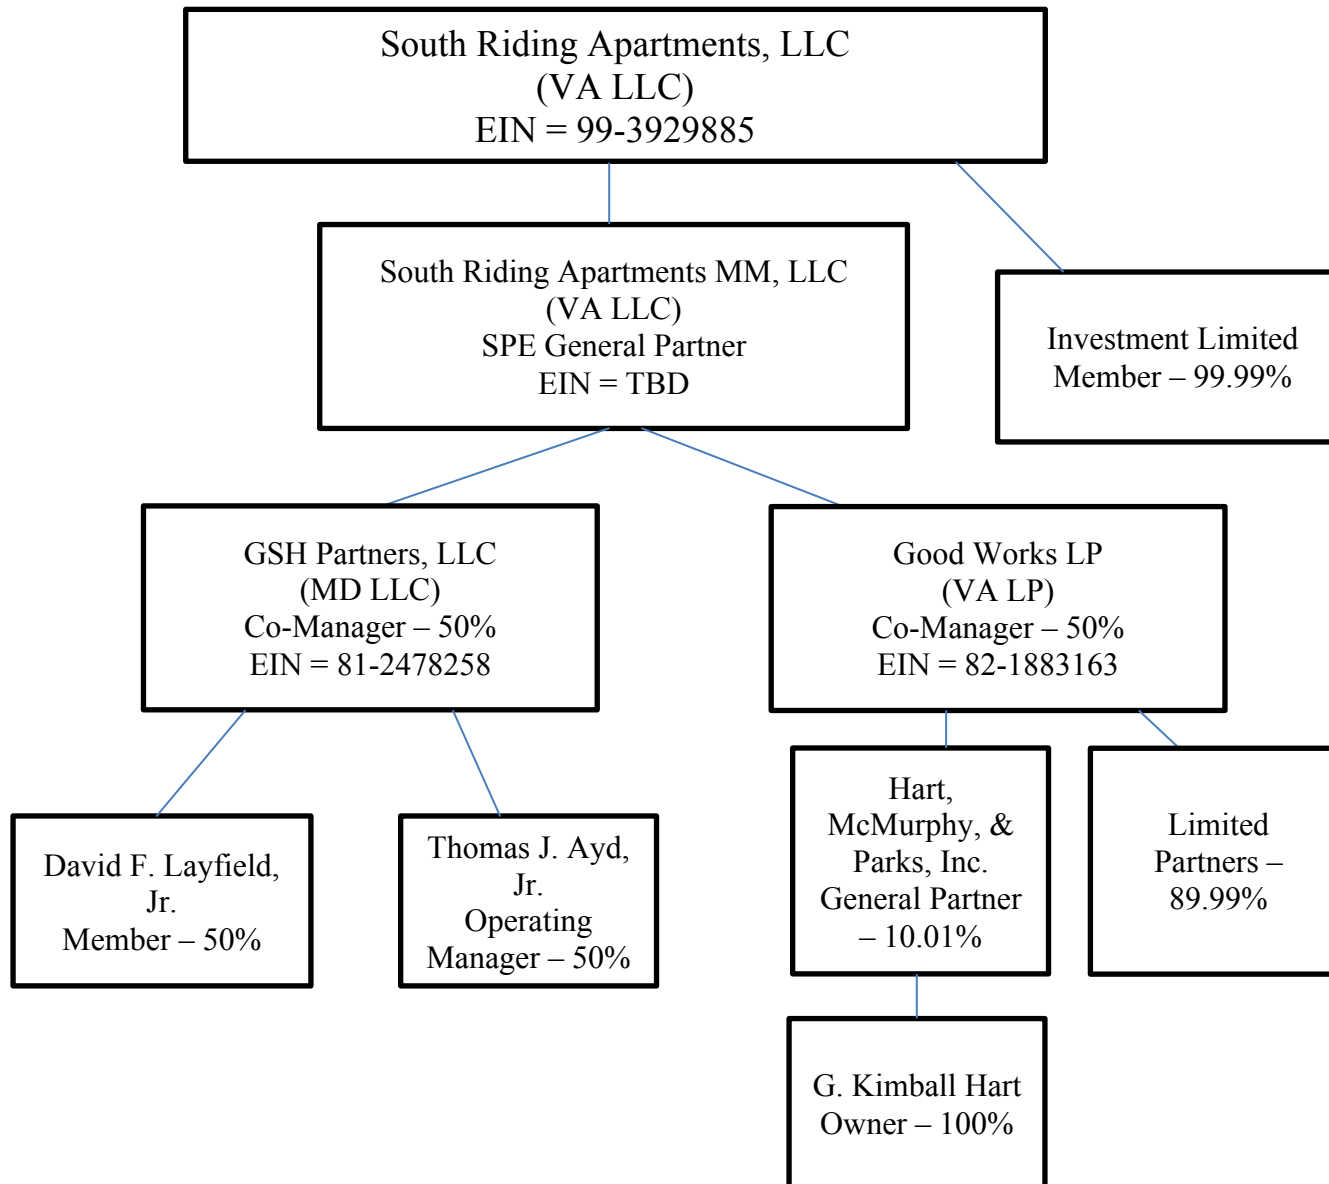 South Riding Apartments, LLC
(VA LLC)
EIN = 99-3929885
South Riding Apartments MM, LLC
(VA LLC)
SPE General Partner
EIN = TBD
Investment Limited
Member – 99.99%
GSH Partners, LLC
(MD LLC)
Co-Manager – 50%
EIN = 81-2478258
Good Works LP
(VA LP)
Co-Manager – 50%
EIN = 82-1883163
David F. Layfield,
Jr.
Member – 50%
Thomas J. Ayd,
Jr.
Operating
Manager – 50%
Hart,
McMurphy, &
Parks, Inc.
General Partner
– 10.01%
Limited
Partners –
89.99%
G. Kimball Hart
Owner – 100%